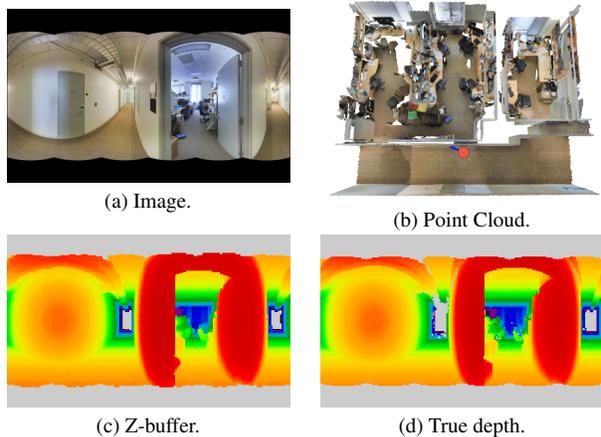 (a) Image.
(b) Point Cloud.
(c) Z-buffer.
(d) True depth.